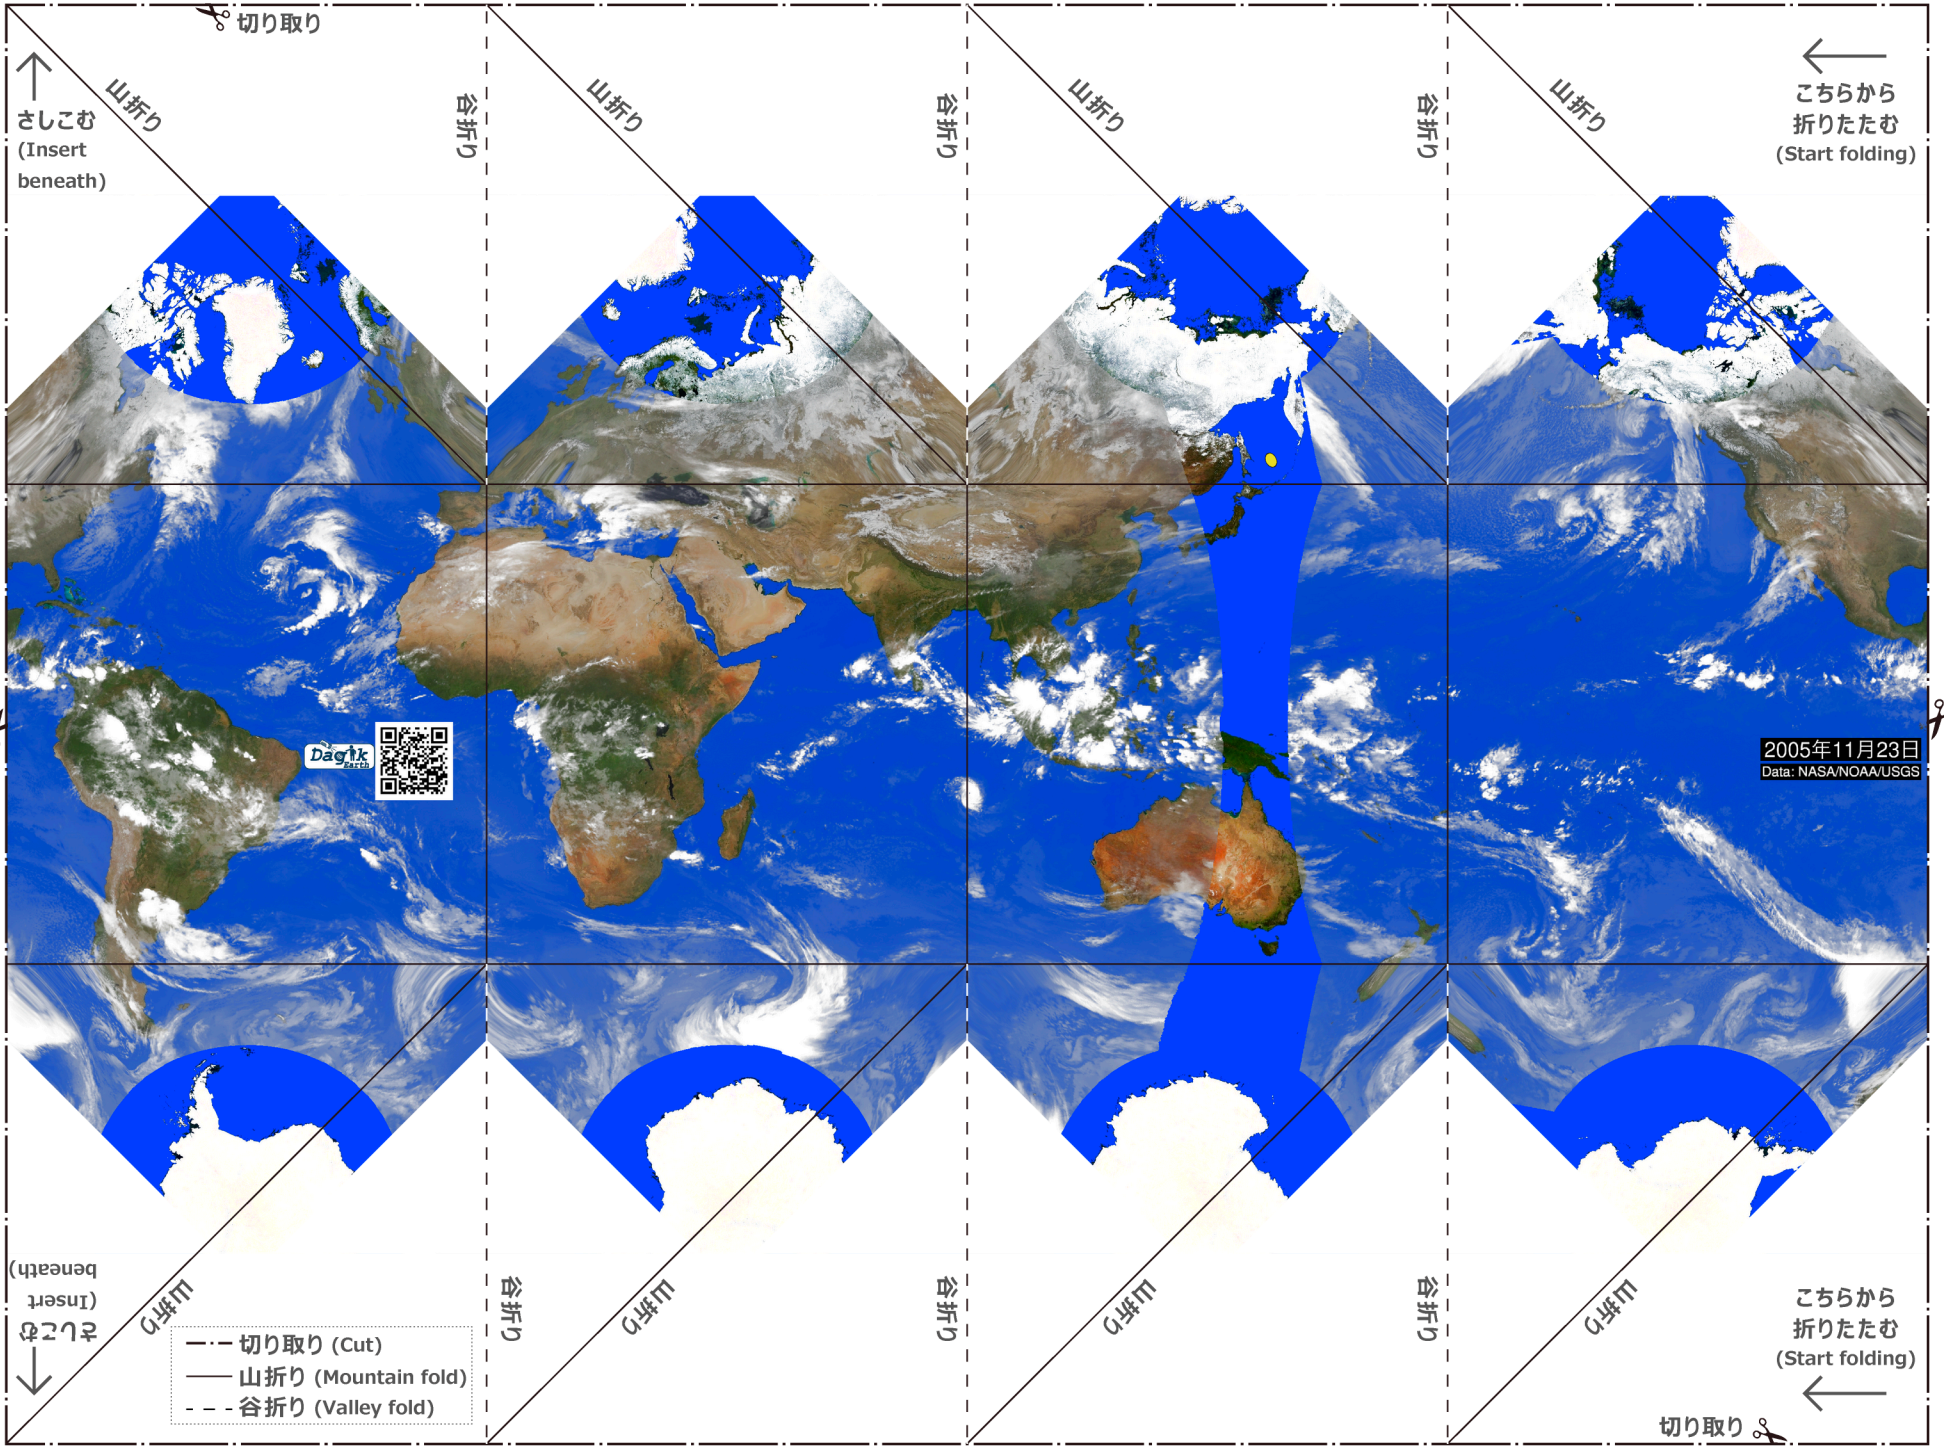 切り取り
山折り
谷折り
山折り
谷折り
山折り
谷折り
山折り
さしこむ
(Insert
beneath)
こちらから
折りたたむ
(Start folding)
Dagik
Earth
2005年11月23日
Data: NASA/NOAA/USGS
さしこむ
(Insert
beneath)
山折り
谷折り
山折り
谷折り
山折り
谷折り
山折り
こちらから
折りたたむ
(Start folding)
切り取り (Cut)
山折り (Mountain fold)
谷折り (Valley fold)
切り取り